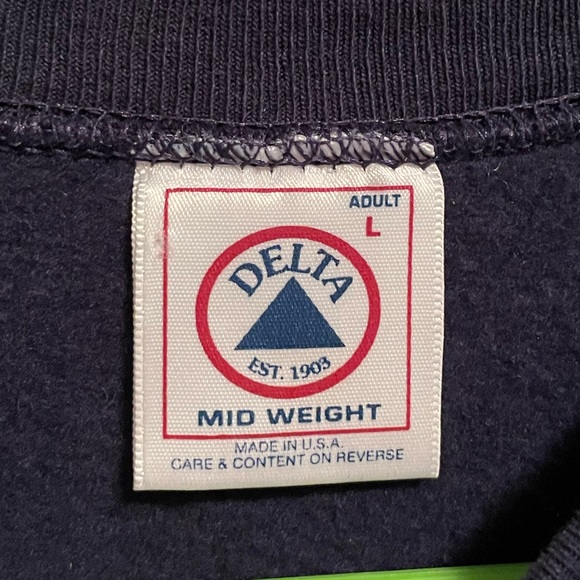 ADULT
L
DELTA
EST. 1903
MID WEIGHT
MADE IN U.S.A.
CARE & CONTENT ON REVERSE